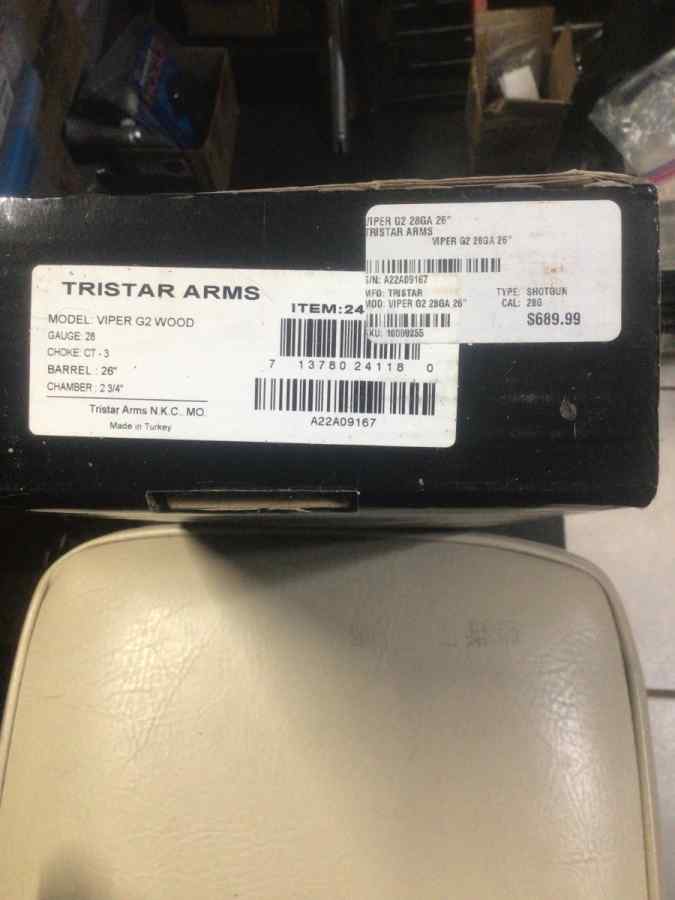 VIPER G2 28GA 26"
TRISTAR ARMS
VIPER G2 28GA 26"
S/N: A22A09167
MFG: TRISTAR
MOD: VIPER G2 28GA 26"
TYPE: SHOTGUN
CAL: 28G
$689.99
TRISTAR ARMS
ITEM:24
MODEL: VIPER G2 WOOD
GAUGE: 28
CHOKE: CT - 3
BARREL : 26"
CHAMBER : 2 3/4"
7 13780 24118 0
Tristar Arms N.K.C.. MO.
Made in Turkey
A22A09167